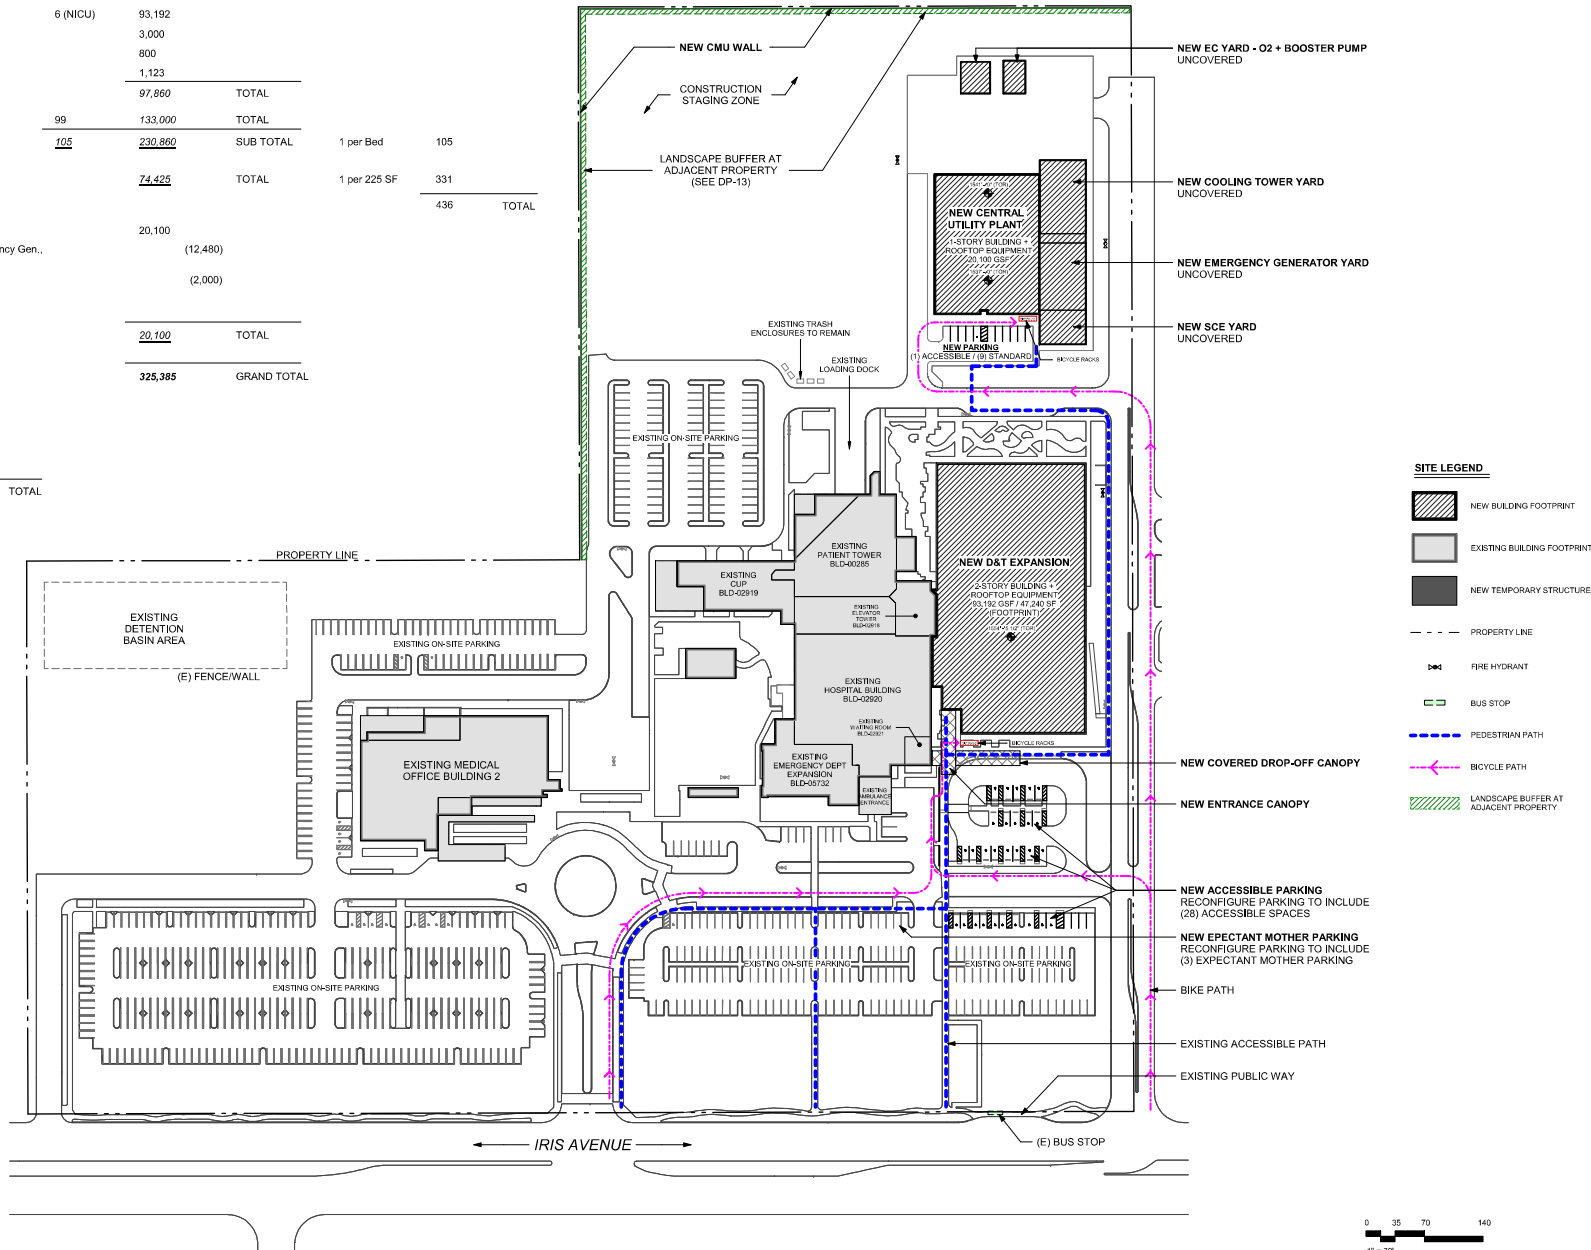 6 (NICU) 93,192
3,000
800
1,123
97,860 TOTAL
99 133,000 TOTAL
105 230,860 SUB TOTAL 1 per Bed 105
74,425 TOTAL 1 per 225 SF 331
436 TOTAL
20,100
ncy Gen., (12,480)
(2,000)
20,100 TOTAL
325,385 GRAND TOTAL
TOTAL
NEW CMU WALL
CONSTRUCTION
STAGING ZONE
LANDSCAPE BUFFER AT
ADJACENT PROPERTY
(SEE DP-13)
NEW EC YARD - O2 + BOOSTER PUMP
UNCOVERED
NEW COOLING TOWER YARD
UNCOVERED
NEW EMERGENCY GENERATOR YARD
UNCOVERED
NEW SCE YARD
UNCOVERED
NEW CENTRAL
UTILITY PLANT
1-STORY BUILDING +
ROOFTOP EQUIPMENT
20,100 GSF
NEW PARKING
(1) ACCESSIBLE / (9) STANDARD
BICYCLE RACKS
EXISTING TRASH
ENCLOSURES TO REMAIN
EXISTING
LOADING DOCK
EXISTING ON-SITE PARKING
PROPERTY LINE
EXISTING
DETENTION
BASIN AREA
(E) FENCE/WALL
EXISTING ON-SITE PARKING
EXISTING
PATIENT TOWER
BLD-00285
EXISTING
CUP
BLD-02919
EXISTING
ELEVATOR
TOWER
BLD-02918
EXISTING
HOSPITAL BUILDING
BLD-02920
EXISTING
WAITING ROOM
BLD-02921
EXISTING
EMERGENCY DEPT
EXPANSION
BLD-05732
EXISTING
AMBULANCE
ENTRANCE
NEW D&T EXPANSION
2-STORY BUILDING +
ROOFTOP EQUIPMENT
93,192 GSF / 47,240 SF
(FOOTPRINT)
BICYCLE RACKS
EXISTING MEDICAL
OFFICE BUILDING 2
NEW COVERED DROP-OFF CANOPY
NEW ENTRANCE CANOPY
NEW ACCESSIBLE PARKING
RECONFIGURE PARKING TO INCLUDE
(28) ACCESSIBLE SPACES
NEW EPECTANT MOTHER PARKING
RECONFIGURE PARKING TO INCLUDE
(3) EXPECTANT MOTHER PARKING
BIKE PATH
EXISTING ACCESSIBLE PATH
EXISTING PUBLIC WAY
(E) BUS STOP
EXISTING ON-SITE PARKING
EXISTING ON-SITE PARKING
EXISTING ON-SITE PARKING
IRIS AVENUE
SITE LEGEND
NEW BUILDING FOOTPRINT
EXISTING BUILDING FOOTPRINT
NEW TEMPORARY STRUCTURE
PROPERTY LINE
FIRE HYDRANT
BUS STOP
PEDESTRIAN PATH
BICYCLE PATH
LANDSCAPE BUFFER AT
ADJACENT PROPERTY
0 35 70 140